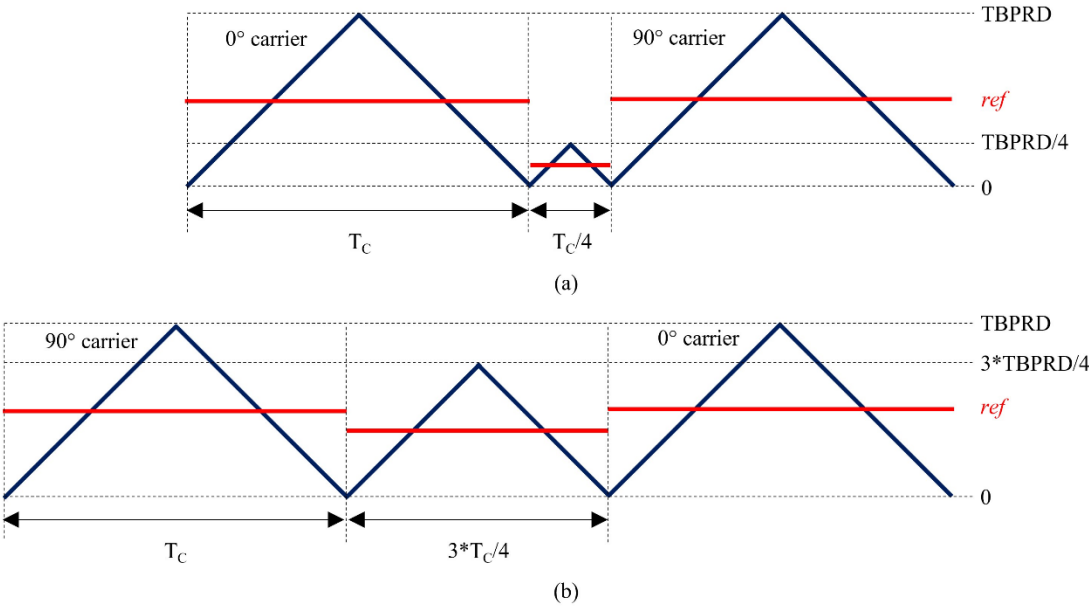 TBPRD
0° carrier
90° carrier
ref
TBPRD/4
0
T_C
T_C/4
(a)
TBPRD
90° carrier
0° carrier
3*TBPRD/4
ref
0
T_C
3*T_C/4
(b)